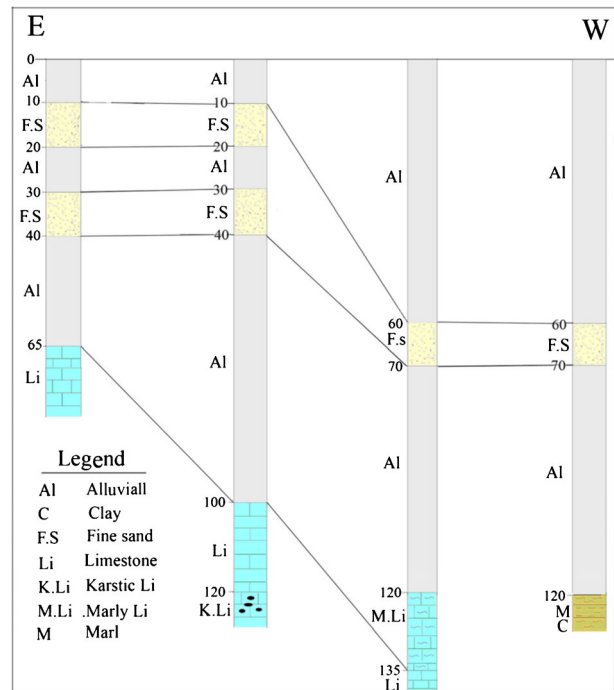 E
W
0
Al
10
F.S
20
Al
30
F.S
40
Al
65
Li
Al
10
F.S
20
Al
30
F.S
40
Al
100
Li
120
K.Li
Al
60
F.s
70
Al
120
M.Li
135
Li
Al
60
F.S
70
Al
120
M
C
Legend
Al Alluviall
C Clay
F.S Fine sand
Li Limestone
K.Li Karstic Li
M.Li .Marly Li
M Marl